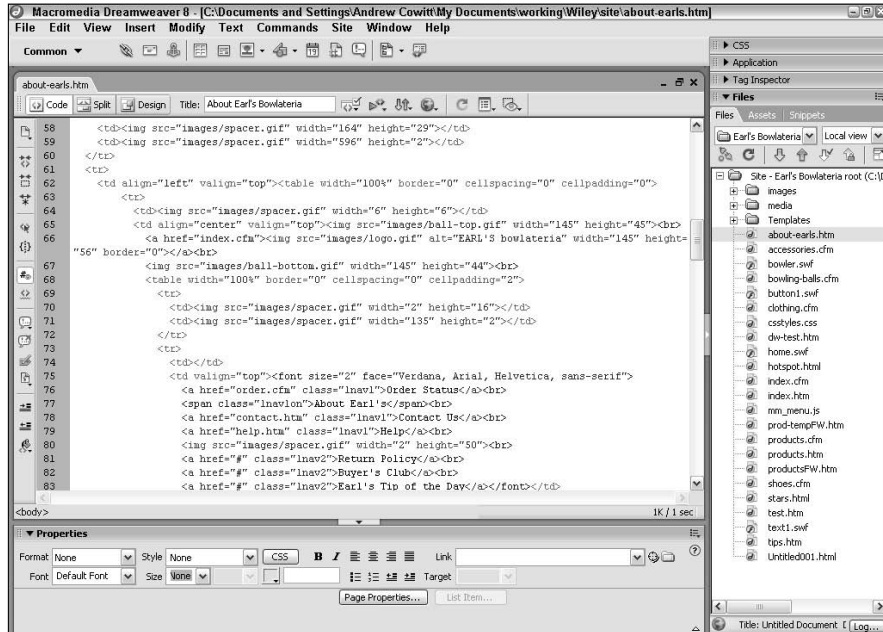 Macromedia Dreamweaver 8 - [C:\Documents and Settings\Andrew Cowitt\My Documents\working\Wiley\site\about-earls.htm]
File Edit View Insert Modify Text Commands Site Window Help
Common
about-earls.htm
Code Split Design Title: About Earl's Bowlateria
58 <td><img src="images/spacer.gif" width="164" height="29"></td>
59 <td><img src="images/spacer.gif" width="596" height="2"></td>
60 </tr>
61 <tr>
62 <td align="left" valign="top"><table width="100%" border="0" cellspacing="0" cellpadding="0">
63 <tr>
64 <td><img src="images/spacer.gif" width="6" height="6"></td>
65 <td align="center" valign="top"><img src="images/ball-top.gif" width="145" height="45"><br>
66 <a href="index.cfm"><img src="images/logo.gif" alt="EARL'S bowlateria" width="145" height=
"56" border="0"></a><br>
67 <img src="images/ball-bottom.gif" width="145" height="44"><br>
68 <table width="100%" border="0" cellspacing="0" cellpadding="2">
69 <tr>
70 <td><img src="images/spacer.gif" width="2" height="16"></td>
71 <td><img src="images/spacer.gif" width="135" height="2"></td>
72 </tr>
73 <tr>
74 <td></td>
75 <td valign="top"><font size="2" face="Verdana, Arial, Helvetica, sans-serif">
76 <a href="order.cfm" class="lnav1">Order Status</a><br>
77 <span class="lnavlon">About Earl's</span><br>
78 <a href="contact.htm" class="lnav1">Contact Us</a><br>
79 <a href="help.htm" class="lnav1">Help</a><br>
80 <img src="images/spacer.gif" width="2" height="50"><br>
81 <a href="#" class="lnav2">Return Policy</a><br>
82 <a href="#" class="lnav2">Buyer's Club</a><br>
83 <a href="#" class="lnav2">Earl's Tip of the Day</a></font></td>
<body> 1K / 1 sec
Properties
Format None Style None CSS B I Link
Font Default Font Size None Target
Page Properties... List Item...
CSS
Application
Tag Inspector
Files
Files Assets Snippets
Earl's Bowlateria Local view
Site - Earl's Bowlateria root (C:\
images
media
Templates
about-earls.htm
accessories.cfm
bowler.swf
bowling-balls.cfm
button1.swf
clothing.cfm
csstyles.css
dw-test.htm
home.swf
hotspot.html
index.cfm
index.htm
mm_menu.js
prod-tempFW.htm
products.cfm
products.htm
productsFW.htm
shoes.cfm
stars.html
test.htm
text1.swf
tips.htm
Untitled001.html
Title: Untitled Document Log...